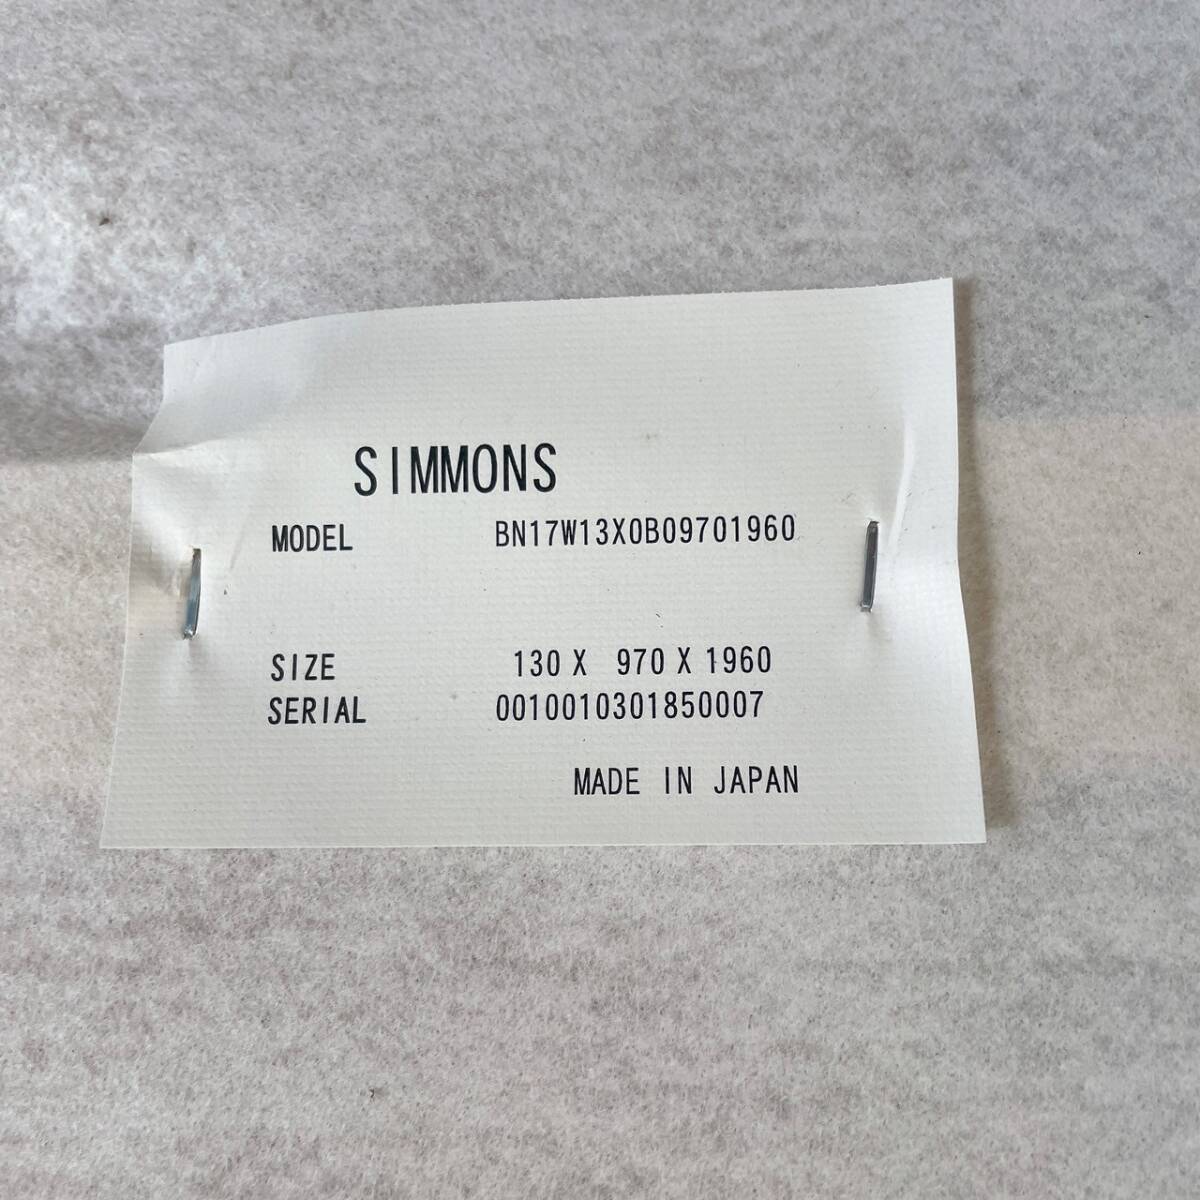 SIMMONS
MODEL BN17W13X0B09701960
SIZE 130 X 970 X 1960
SERIAL 0010010301850007
MADE IN JAPAN